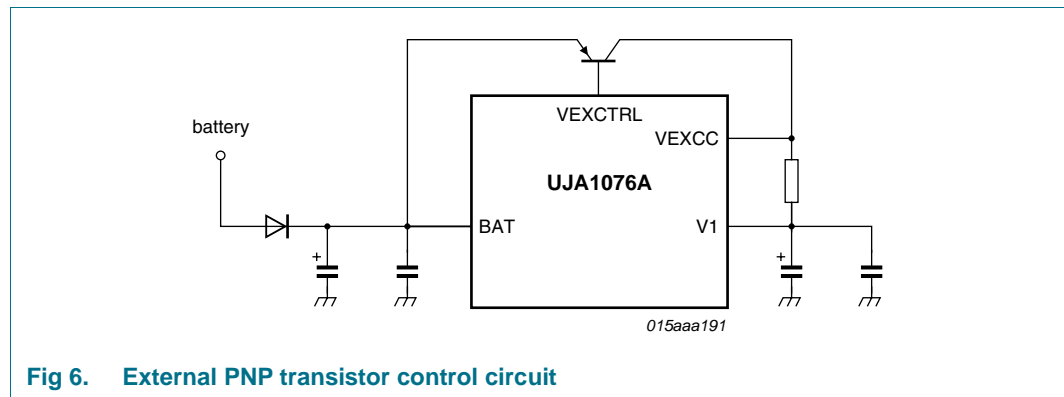 battery
VEXCTRL
VEXCC
UJA1076A
BAT
V1
+
+
015aaa191
Fig 6. External PNP transistor control circuit